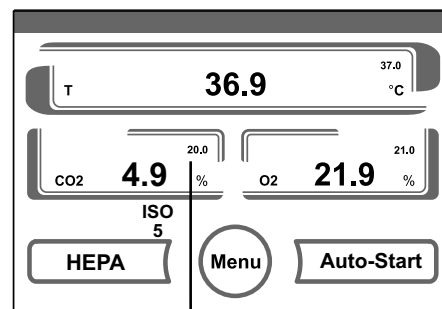 37.0
T 36.9 °C
20.0
CO2 4.9 %
21.0
O2 21.9 %
ISO
5
HEPA
Menu
Auto-Start